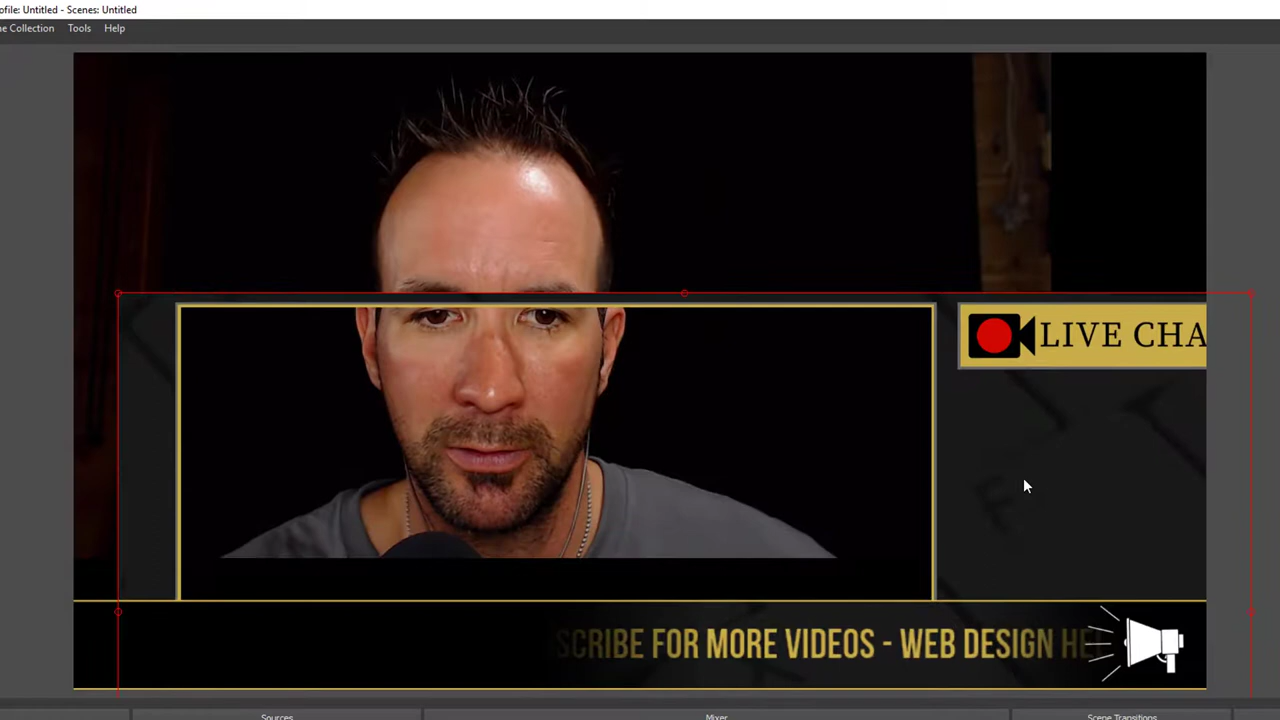 ofile: Untitled - Scenes: Untitled
ne Collection Tools Help
LIVE CHA
SCRIBE FOR MORE VIDEOS - WEB DESIGN HE
Sources Mixer Scene Transitions